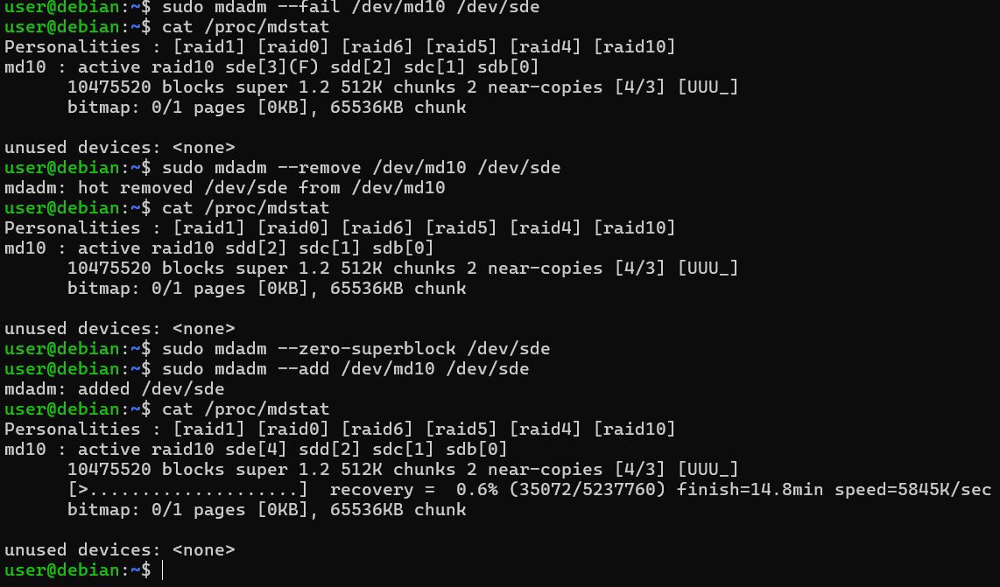 user@debian:~$ sudo mdadm --fail /dev/md10 /dev/sde
user@debian:~$ cat /proc/mdstat
Personalities : [raid1] [raid0] [raid6] [raid5] [raid4] [raid10]
md10 : active raid10 sde[3](F) sdd[2] sdc[1] sdb[0]
      10475520 blocks super 1.2 512K chunks 2 near-copies [4/3] [UUU_]
      bitmap: 0/1 pages [0KB], 65536KB chunk

unused devices: <none>
user@debian:~$ sudo mdadm --remove /dev/md10 /dev/sde
mdadm: hot removed /dev/sde from /dev/md10
user@debian:~$ cat /proc/mdstat
Personalities : [raid1] [raid0] [raid6] [raid5] [raid4] [raid10]
md10 : active raid10 sdd[2] sdc[1] sdb[0]
      10475520 blocks super 1.2 512K chunks 2 near-copies [4/3] [UUU_]
      bitmap: 0/1 pages [0KB], 65536KB chunk

unused devices: <none>
user@debian:~$ sudo mdadm --zero-superblock /dev/sde
user@debian:~$ sudo mdadm --add /dev/md10 /dev/sde
mdadm: added /dev/sde
user@debian:~$ cat /proc/mdstat
Personalities : [raid1] [raid0] [raid6] [raid5] [raid4] [raid10]
md10 : active raid10 sde[4] sdd[2] sdc[1] sdb[0]
      10475520 blocks super 1.2 512K chunks 2 near-copies [4/3] [UUU_]
      [>....................]  recovery =  0.6% (35072/5237760) finish=14.8min speed=5845K/sec
      bitmap: 0/1 pages [0KB], 65536KB chunk

unused devices: <none>
user@debian:~$